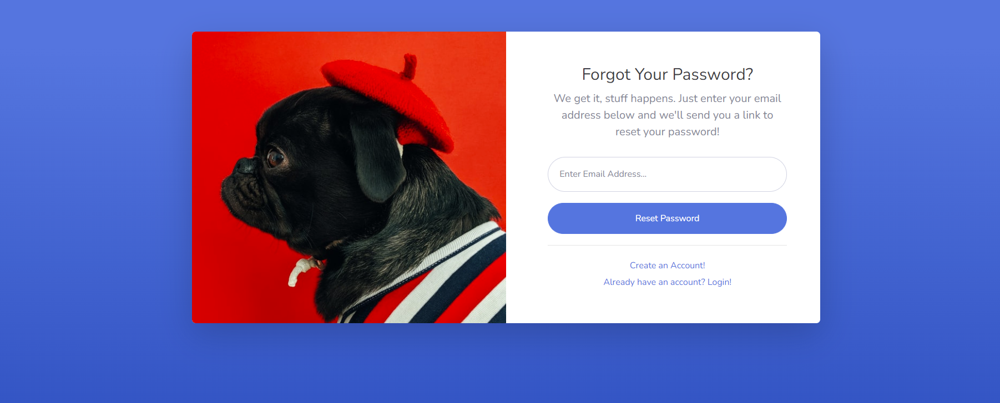 Forgot Your Password?
We get it, stuff happens. Just enter your email
address below and we'll send you a link to
reset your password!
Enter Email Address...
Reset Password
Create an Account!
Already have an account? Login!